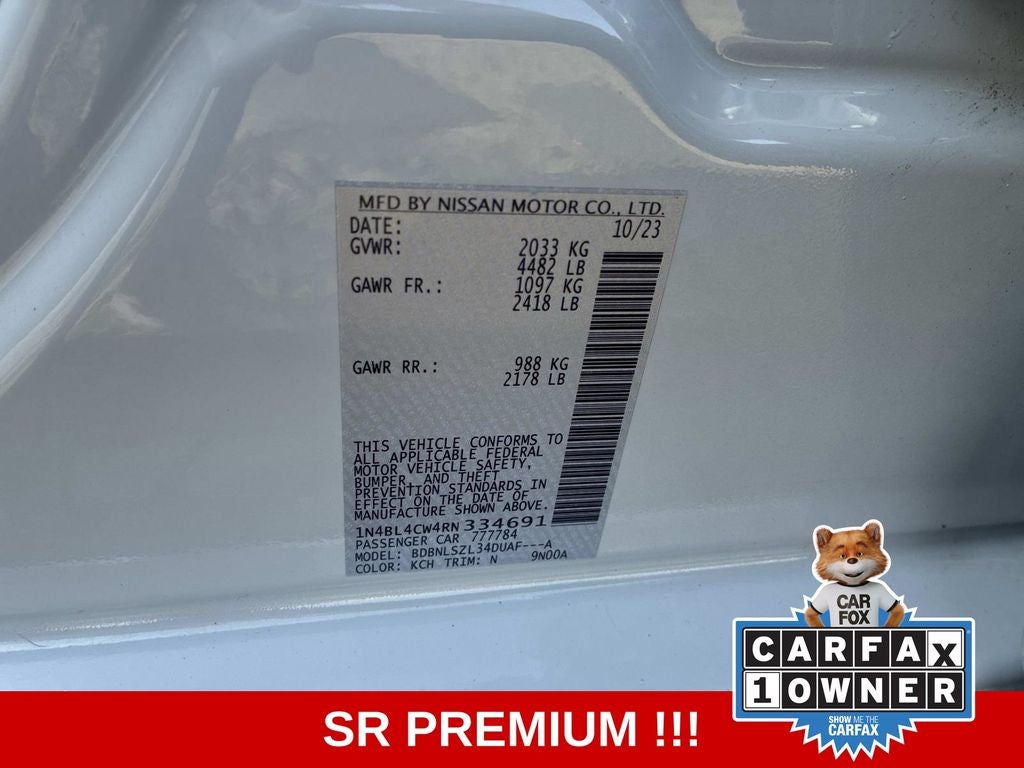 MFD BY NISSAN MOTOR CO., LTD.
DATE: 10/23
GVWR: 2033 KG
4482 LB
GAWR FR.: 1097 KG
2418 LB
GAWR RR.: 988 KG
2178 LB
THIS VEHICLE CONFORMS TO
ALL APPLICABLE FEDERAL
MOTOR VEHICLE SAFETY,
BUMPER, AND THEFT
PREVENTION STANDARDS IN
EFFECT ON THE DATE OF
MANUFACTURE SHOWN ABOVE.
1N4BL4CW4RN334691
PASSENGER CAR 777784
MODEL: BDBNLSZL34DUAF---A
COLOR: KCH TRIM: N 9N00A
CAR
FOX
CARFAX
1 OWNER
SHOW ME THE
CARFAX
SR PREMIUM !!!